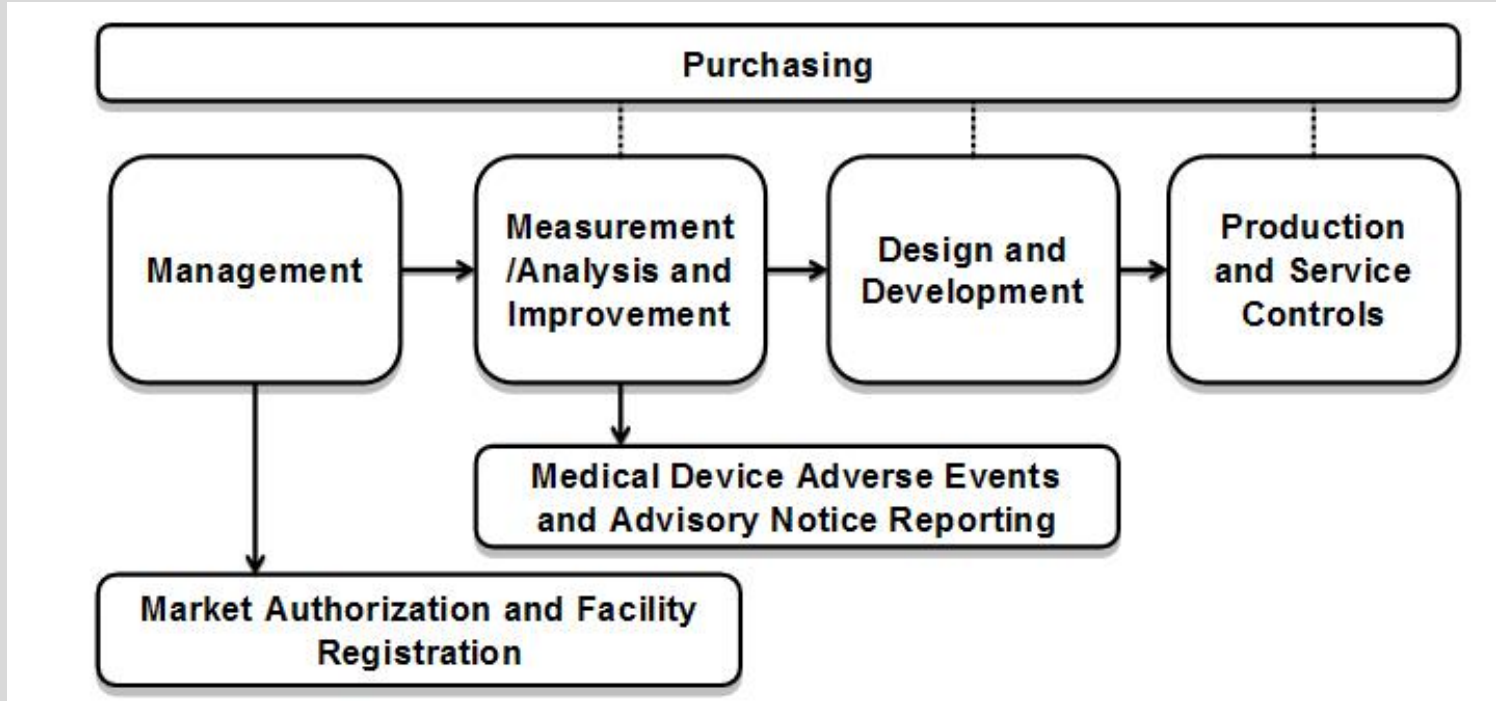 Purchasing
Management
Measurement
/Analysis and
Improvement
Design and
Development
Production
and Service
Controls
Medical Device Adverse Events
and Advisory Notice Reporting
Market Authorization and Facility
Registration